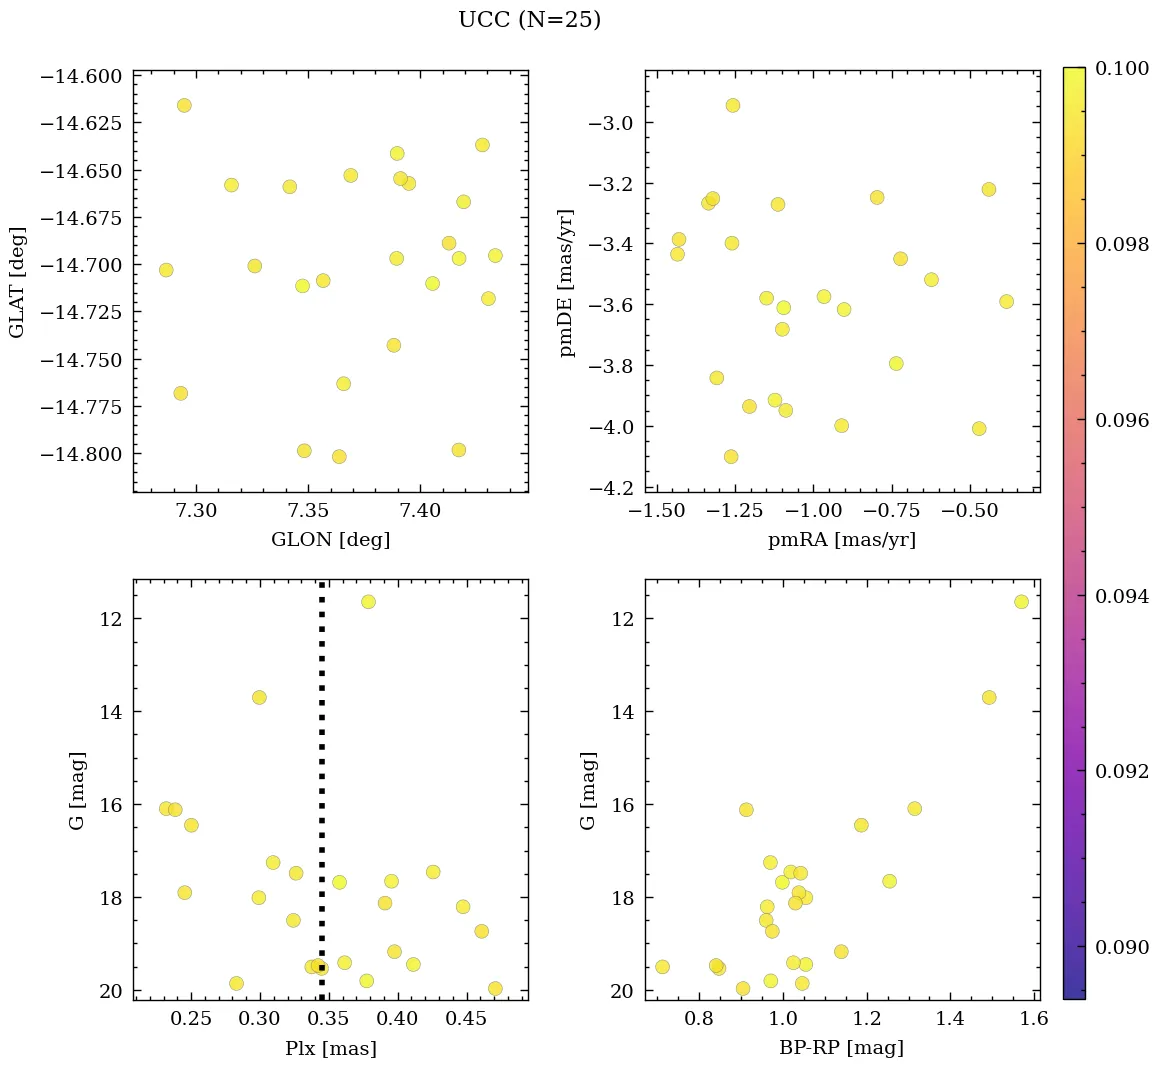 UCC (N=25)
−14.600
−14.625
−14.650
−14.675
−14.700
−14.725
−14.750
−14.775
−14.800
GLAT [deg]
7.30 7.35 7.40
GLON [deg]
−3.0
−3.2
−3.4
−3.6
−3.8
−4.0
−4.2
pmDE [mas/yr]
−1.50 −1.25 −1.00 −0.75 −0.50
pmRA [mas/yr]
12
14
16
18
20
G [mag]
0.25 0.30 0.35 0.40 0.45
Plx [mas]
12
14
16
18
20
G [mag]
0.8 1.0 1.2 1.4 1.6
BP-RP [mag]
0.100
0.098
0.096
0.094
0.092
0.090